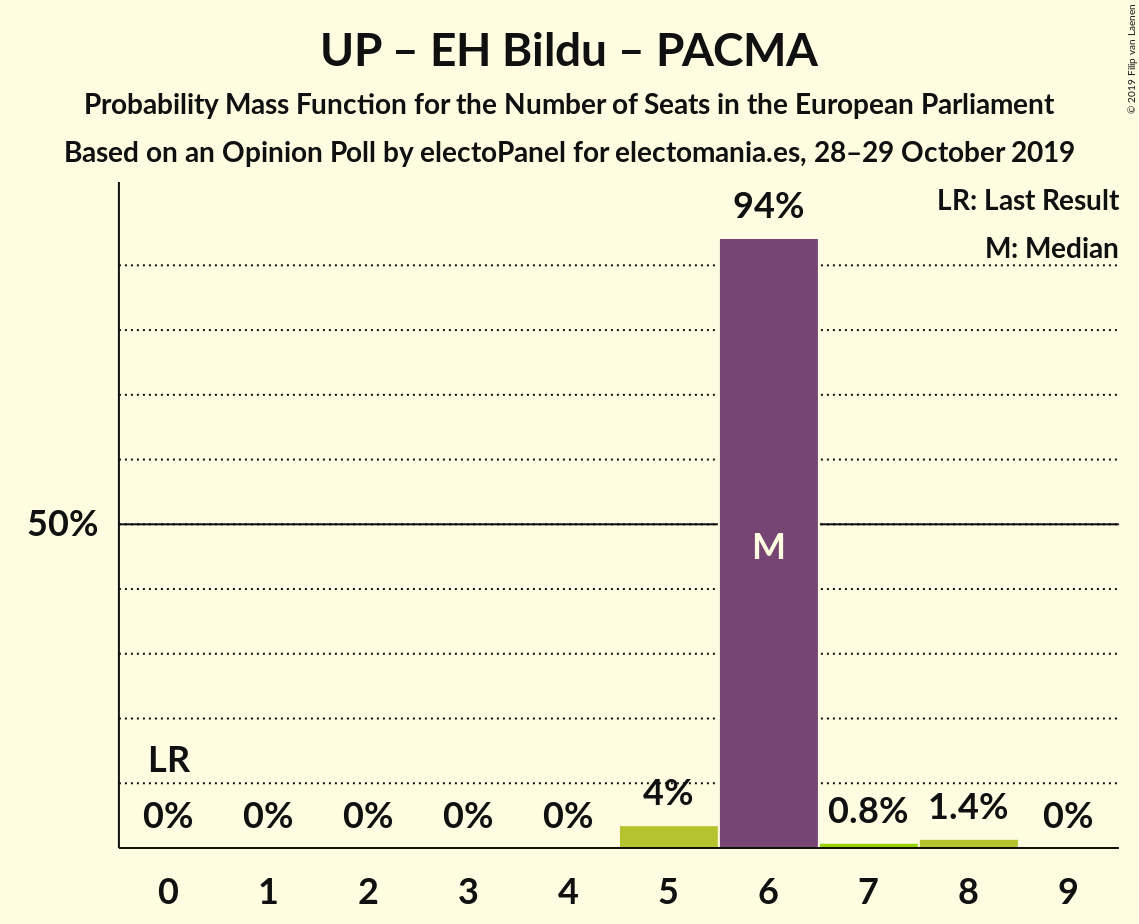 UP – EH Bildu – PACMA
Probability Mass Function for the Number of Seats in the European Parliament
Based on an Opinion Poll by electoPanel for electomania.es, 28–29 October 2019
© 2019 Filip van Laenen
LR: Last Result
M: Median
94%
50%
M
LR
0% 0% 0% 0% 0% 4% 0.8% 1.4% 0%
0 1 2 3 4 5 6 7 8 9